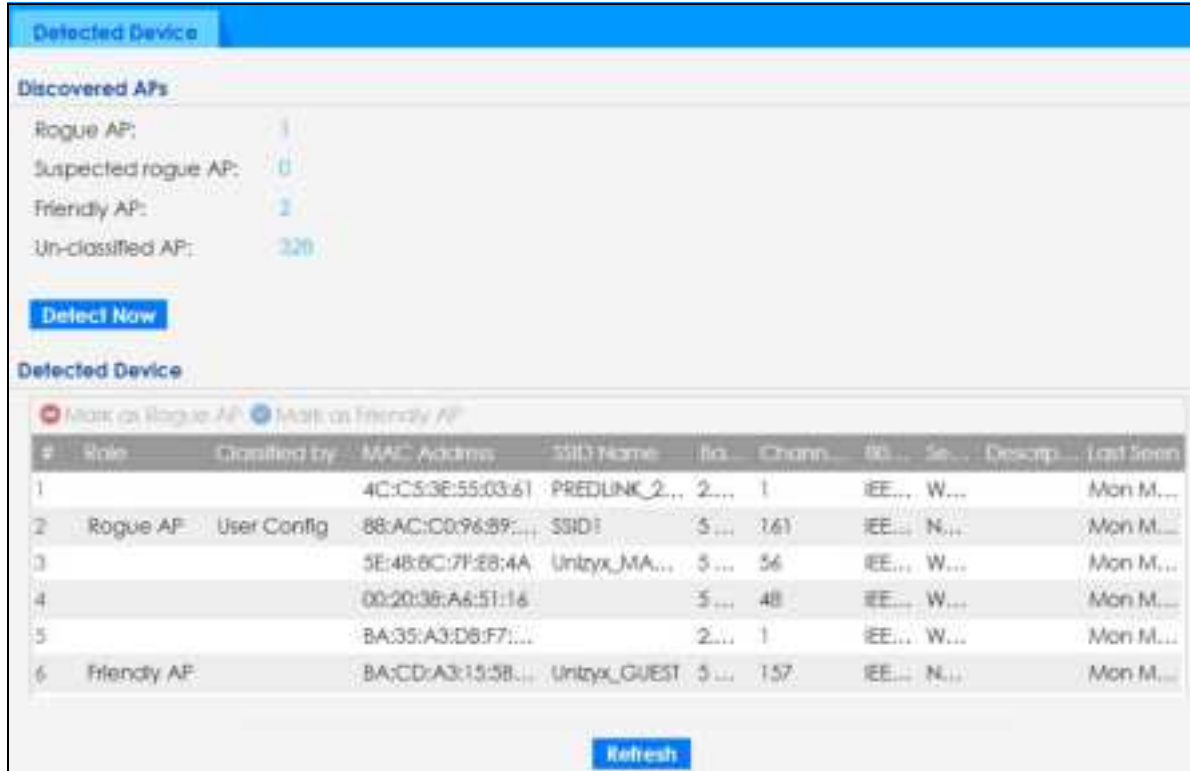 Detected Device
Discovered APs
Rogue AP: 1
Suspected rogue AP: 0
Friendly AP: 2
Un-classified AP: 328
Detect Now
Detected Device
Mark as Rogue AP Mark as Friendly AP
# Role Classified by MAC Address SSID Name Ba... Chann... 80... Se... Descrip... Last Seen
1 4C:C5:3E:55:03:61 PREDLINK_2... 2.... 1 IEE... W... Mon M...
2 Rogue AP User Config 88:AC:C0:96:89:... SSID1 5 ... 161 IEE... N... Mon M...
3 5E:48:8C:7F:E8:4A Unizyx_MA... 5 ... 56 IEE... W... Mon M...
4 00:20:38:A6:51:16 5 ... 48 IEE... W... Mon M...
5 BA:35:A3:DB:F7:... 2.... 1 IEE... W... Mon M...
6 Friendly AP BA:CD:A3:15:5B... Unizyx_GUEST 5 ... 157 IEE... N... Mon M...
Refresh